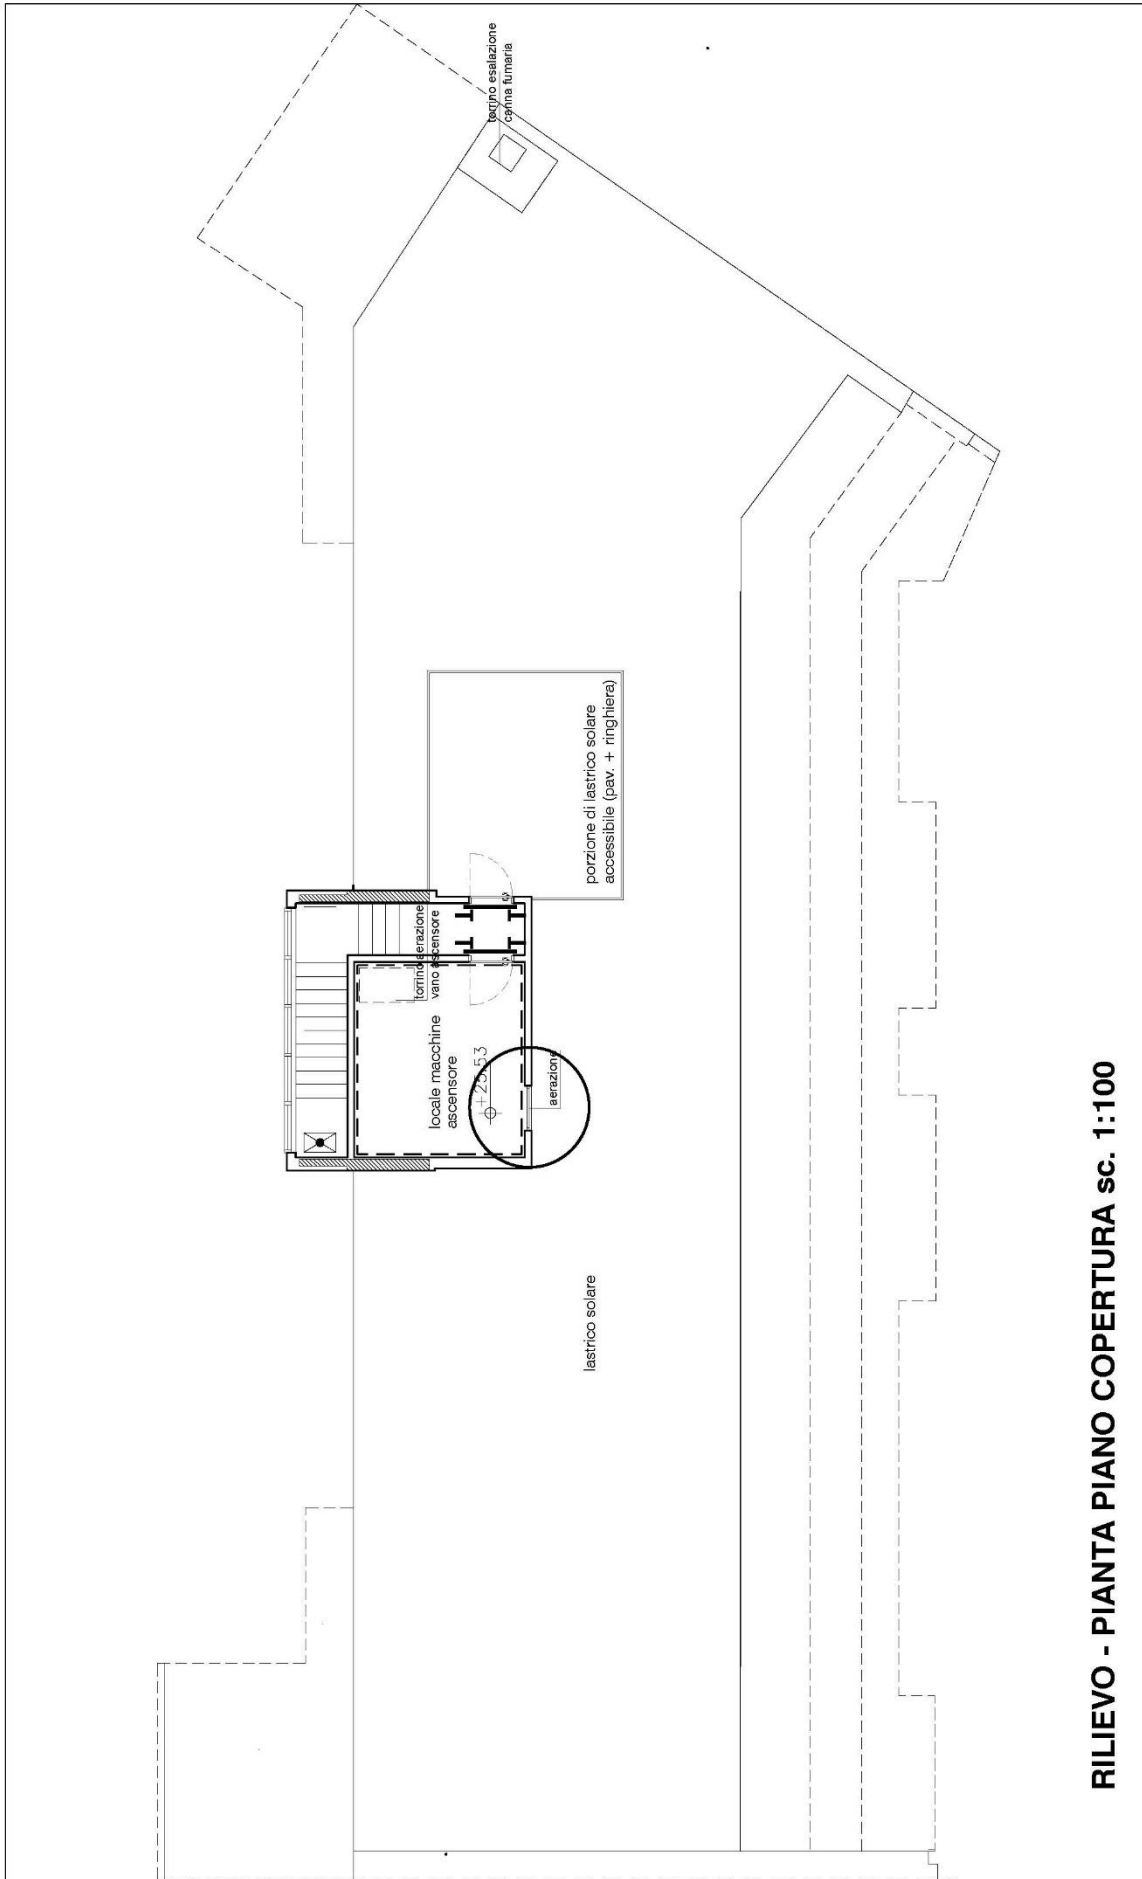 torrino esalazione
canna fumaria
porzione di lastrico solare
accessibile (pav. + ringhiera)
torrino aerazione
vano ascensore
locale macchine
ascensore
+25.53
aerazione
lastrico solare
RILIEVO - PIANTA PIANO COPERTURA sc. 1:100